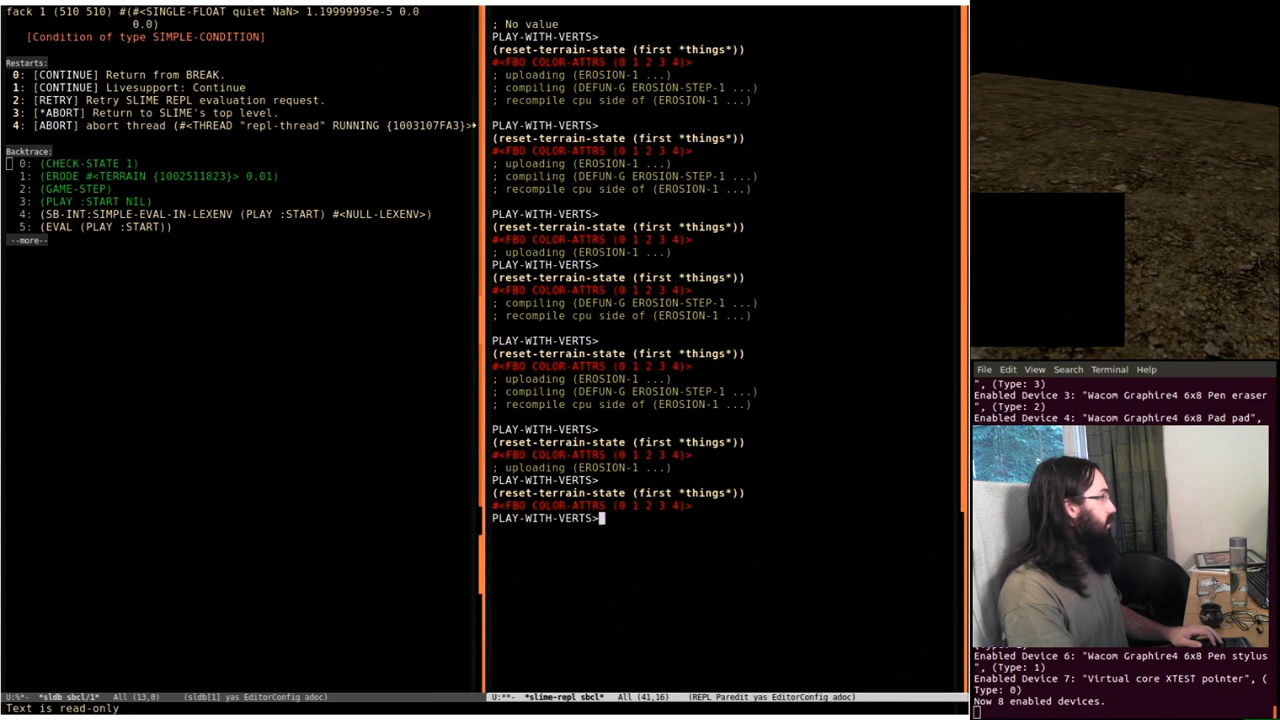 fack 1 (510 510) #(#<SINGLE-FLOAT quiet NaN> 1.19999995e-5 0.0
0.0)
[Condition of type SIMPLE-CONDITION]
Restarts:
0: [CONTINUE] Return from BREAK.
1: [CONTINUE] Livesupport: Continue
2: [RETRY] Retry SLIME REPL evaluation request.
3: [*ABORT] Return to SLIME's top level.
4: [ABORT] abort thread (#<THREAD "repl-thread" RUNNING {1003107FA3}>
Backtrace:
0: (CHECK-STATE 1)
1: (ERODE #<TERRAIN {1002511823}> 0.01)
2: (GAME-STEP)
3: (PLAY :START NIL)
4: (SB-INT:SIMPLE-EVAL-IN-LEXENV (PLAY :START) #<NULL-LEXENV>)
5: (EVAL (PLAY :START))
--more--
U:%*- *sldb sbcl/1* All (13,0) (sldb[1] yas EditorConfig adoc)
Text is read-only
; No value
PLAY-WITH-VERTS>
(reset-terrain-state (first *things*))
#<FBO COLOR-ATTRS (0 1 2 3 4)>
; uploading (EROSION-1 ...)
; compiling (DEFUN-G EROSION-STEP-1 ...)
; recompile cpu side of (EROSION-1 ...)
PLAY-WITH-VERTS>
(reset-terrain-state (first *things*))
#<FBO COLOR-ATTRS (0 1 2 3 4)>
; uploading (EROSION-1 ...)
; compiling (DEFUN-G EROSION-STEP-1 ...)
; recompile cpu side of (EROSION-1 ...)
PLAY-WITH-VERTS>
(reset-terrain-state (first *things*))
#<FBO COLOR-ATTRS (0 1 2 3 4)>
; uploading (EROSION-1 ...)
PLAY-WITH-VERTS>
(reset-terrain-state (first *things*))
#<FBO COLOR-ATTRS (0 1 2 3 4)>
; compiling (DEFUN-G EROSION-STEP-1 ...)
; recompile cpu side of (EROSION-1 ...)
PLAY-WITH-VERTS>
(reset-terrain-state (first *things*))
#<FBO COLOR-ATTRS (0 1 2 3 4)>
; uploading (EROSION-1 ...)
; compiling (DEFUN-G EROSION-STEP-1 ...)
; recompile cpu side of (EROSION-1 ...)
PLAY-WITH-VERTS>
(reset-terrain-state (first *things*))
#<FBO COLOR-ATTRS (0 1 2 3 4)>
; uploading (EROSION-1 ...)
PLAY-WITH-VERTS>
(reset-terrain-state (first *things*))
#<FBO COLOR-ATTRS (0 1 2 3 4)>
PLAY-WITH-VERTS>
U:**- *slime-repl sbcl* All (41,16) (REPL Paredit yas EditorConfig adoc)
File Edit View Search Terminal Help
", (Type: 3)
Enabled Device 3: "Wacom Graphire4 6x8 Pen eraser
", (Type: 2)
Enabled Device 4: "Wacom Graphire4 6x8 Pad pad",
Enabled Device 6: "Wacom Graphire4 6x8 Pen stylus
", (Type: 1)
Enabled Device 7: "Virtual core XTEST pointer", (
Type: 0)
Now 8 enabled devices.